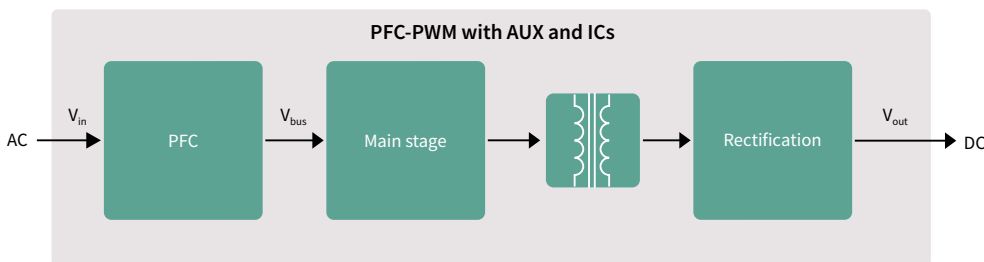 PFC-PWM with AUX and ICs
AC
Vin
PFC
Vbus
Main stage
Rectification
Vout
DC